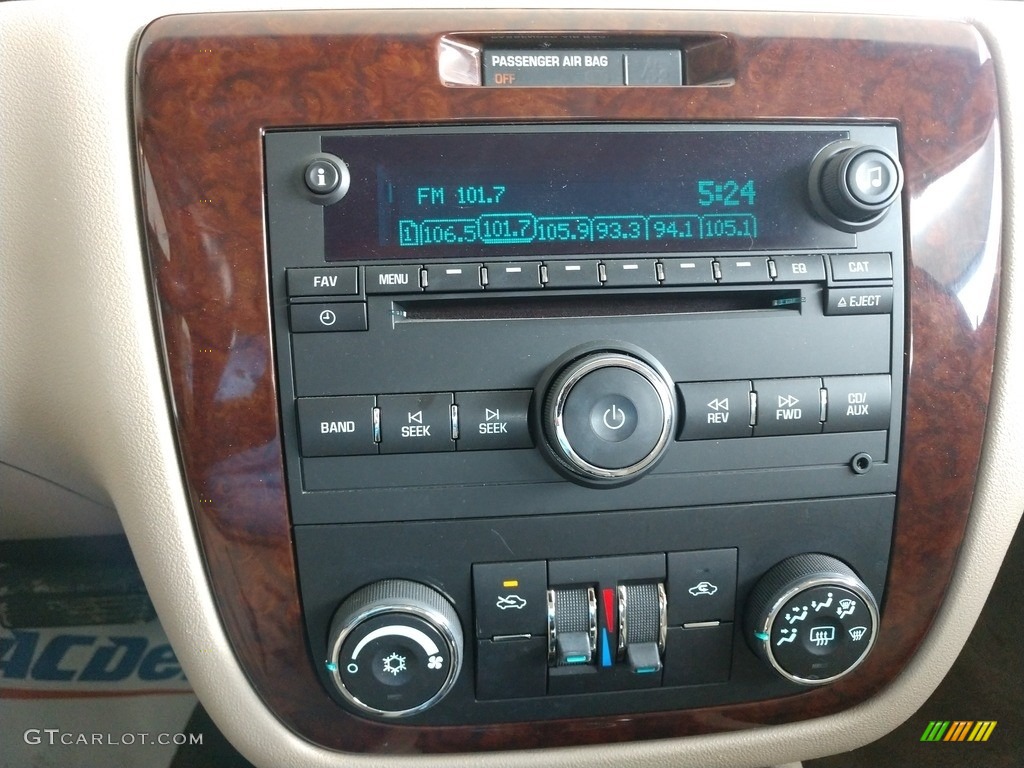 PASSENGER AIR BAG
OFF
i
FM 101.7 5:24
1 106.5 101.7 105.9 93.3 94.1 105.1
FAV MENU EQ CAT
EJECT
BAND SEEK SEEK REV FWD CD/AUX
ACDe
GTCARLOT.COM